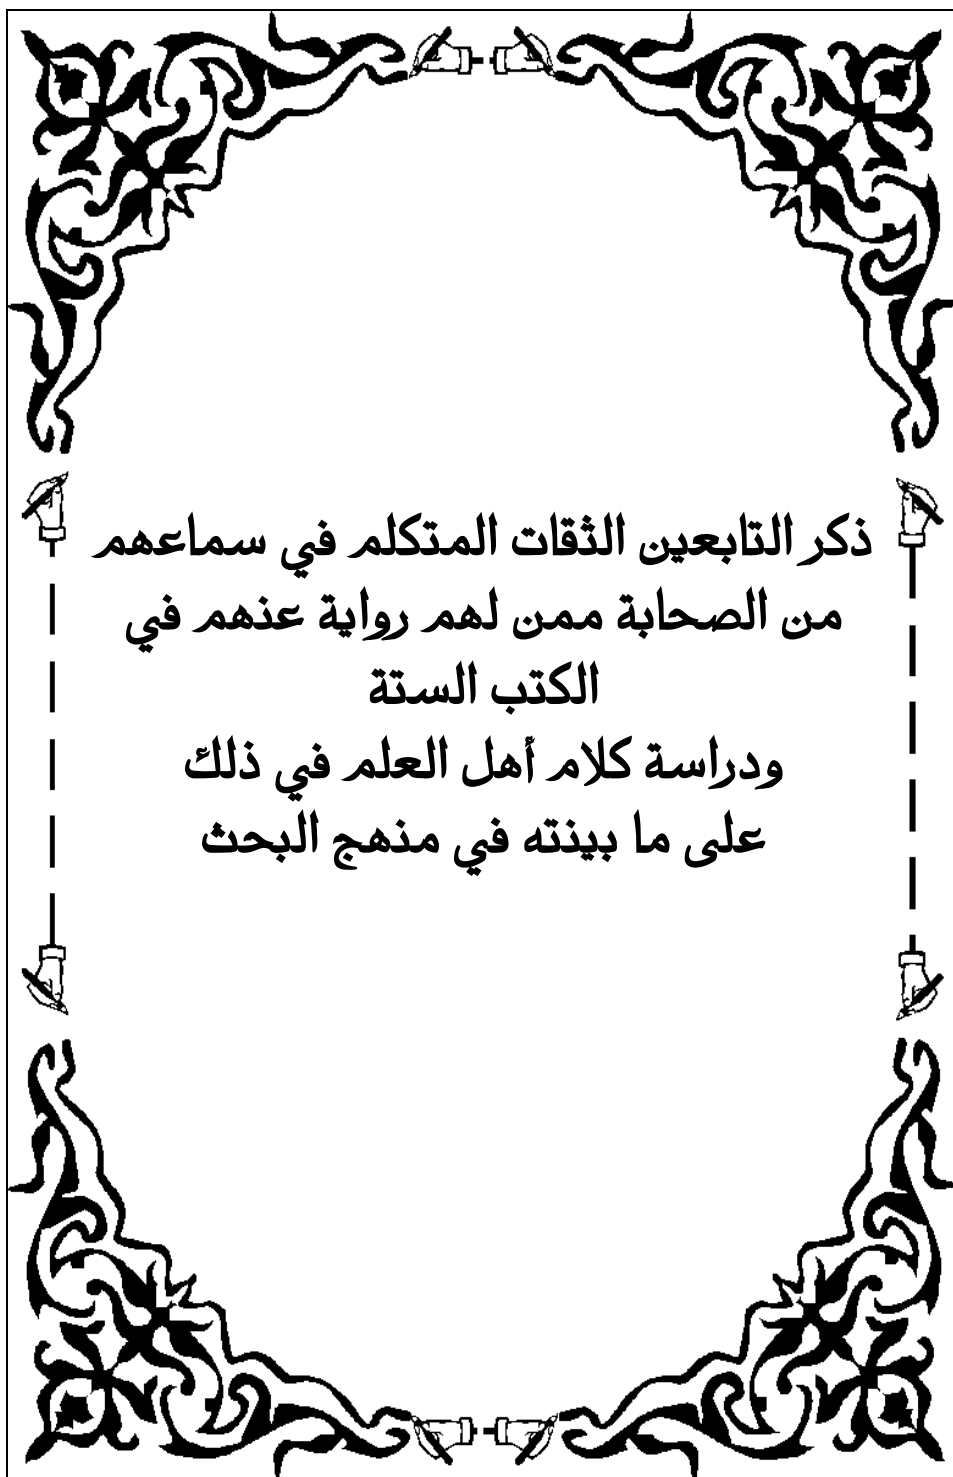 ذكر التابعين الثقات المتكلم في سماعهم
من الصحابة ممن لهم رواية عنهم في
الكتب الستة
ودراسة كلام أهل العلم في ذلك
على ما بينته في منهج البحث